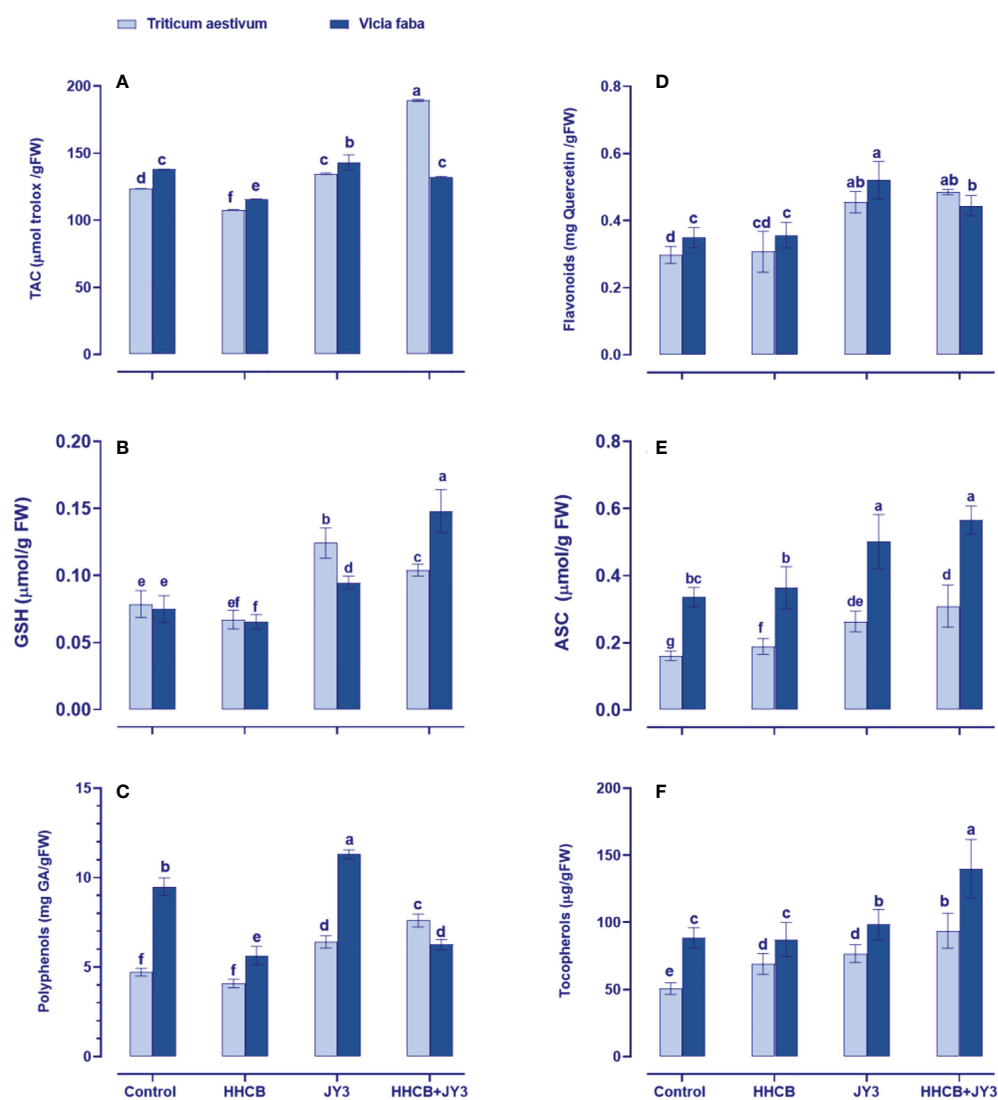 Triticum aestivum Vicia faba
A
TAC (µmol trolox /gFW)
200
150
100
50
0
d c f e c b a c
D
Flavonoids (mg Quercetin /gFW)
0.8
0.6
0.4
0.2
0.0
d c cd c ab a ab b
B
GSH (µmol/g FW)
0.20
0.15
0.10
0.05
0.00
e e ef f b d c a
E
ASC (µmol/g FW)
0.8
0.6
0.4
0.2
0.0
g bc f b de a d a
C
Polyphenols (mg GA/gFW)
15
10
5
0
f b f e d a c d
Control HHCB JY3 HHCB+JY3
F
Tocopherols (µg/gFW)
200
150
100
50
0
e c d c d b b a
Control HHCB JY3 HHCB+JY3